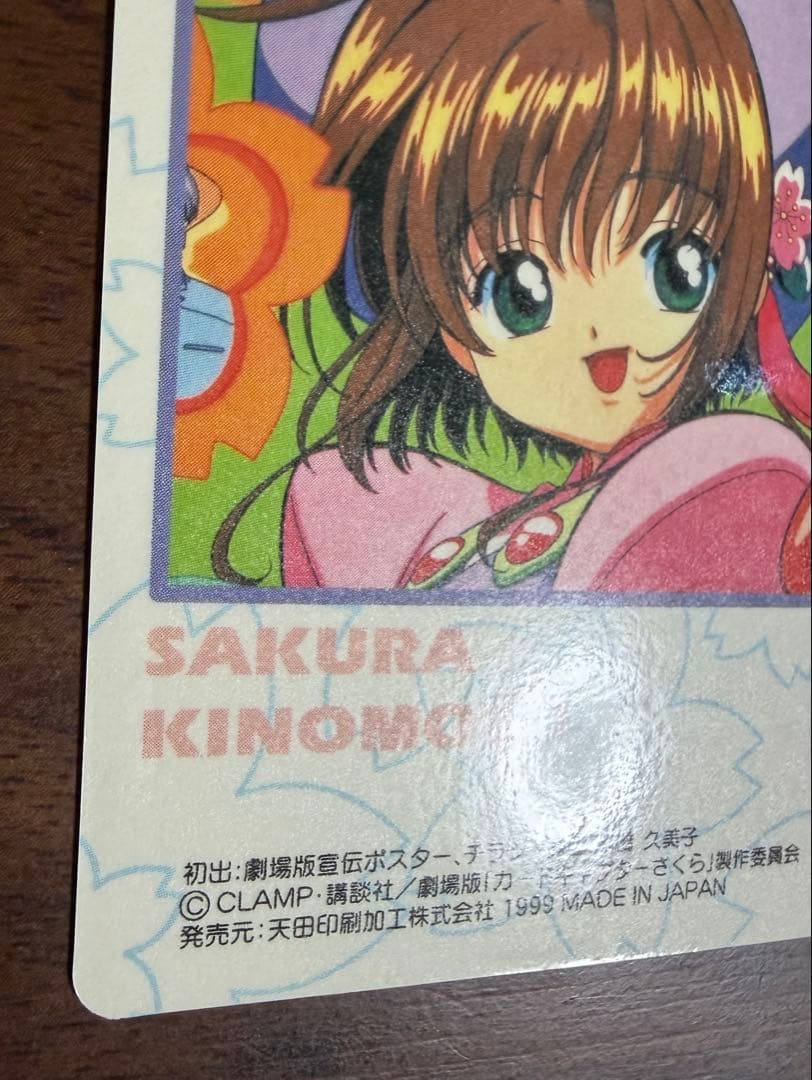 SAKURA
KINOMO
初出:劇場版宣伝ポスター、チラシ 久美子
© CLAMP・講談社／劇場版「カードキャプターさくら」製作委員会
発売元:天田印刷加工株式会社 1999 MADE IN JAPAN